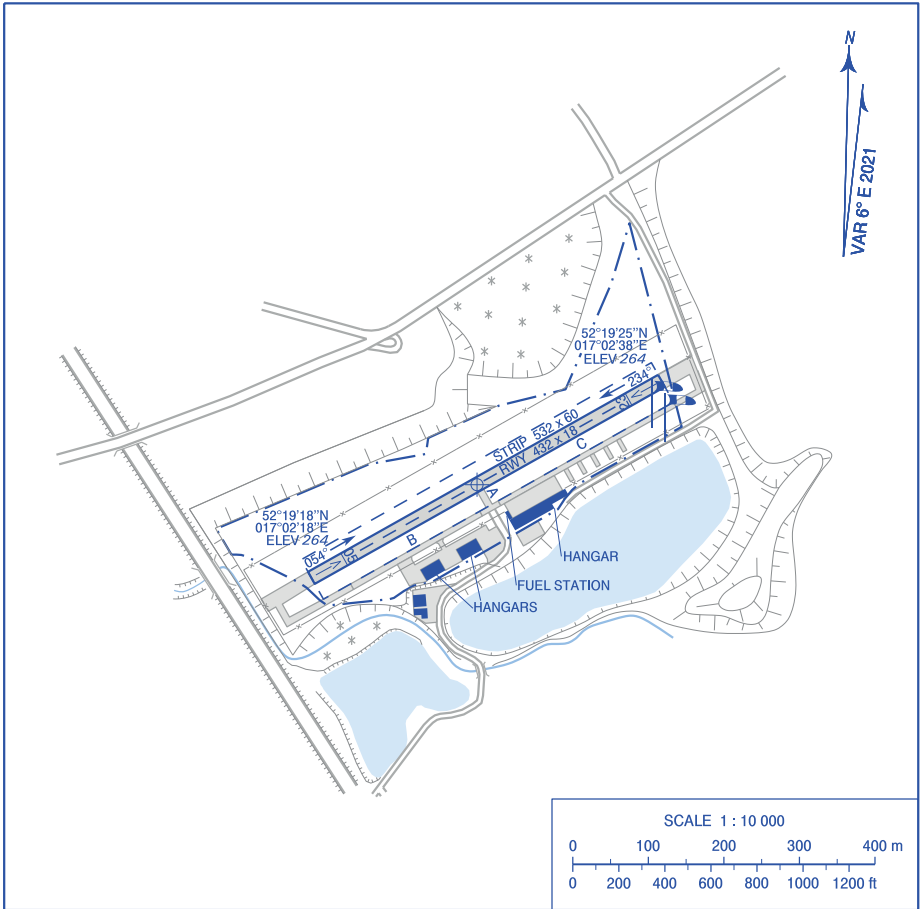 N
VAR 6° E 2021
52°19'25"N
017°02'38"E
ELEV 264
234°
23
STRIP 532 x 60
RWY 432 x 18
C
A
B
52°19'18"N
017°02'18"E
ELEV 264
054°
05
HANGAR
FUEL STATION
HANGARS
SCALE 1 : 10 000
0 100 200 300 400 m
0 200 400 600 800 1000 1200 ft